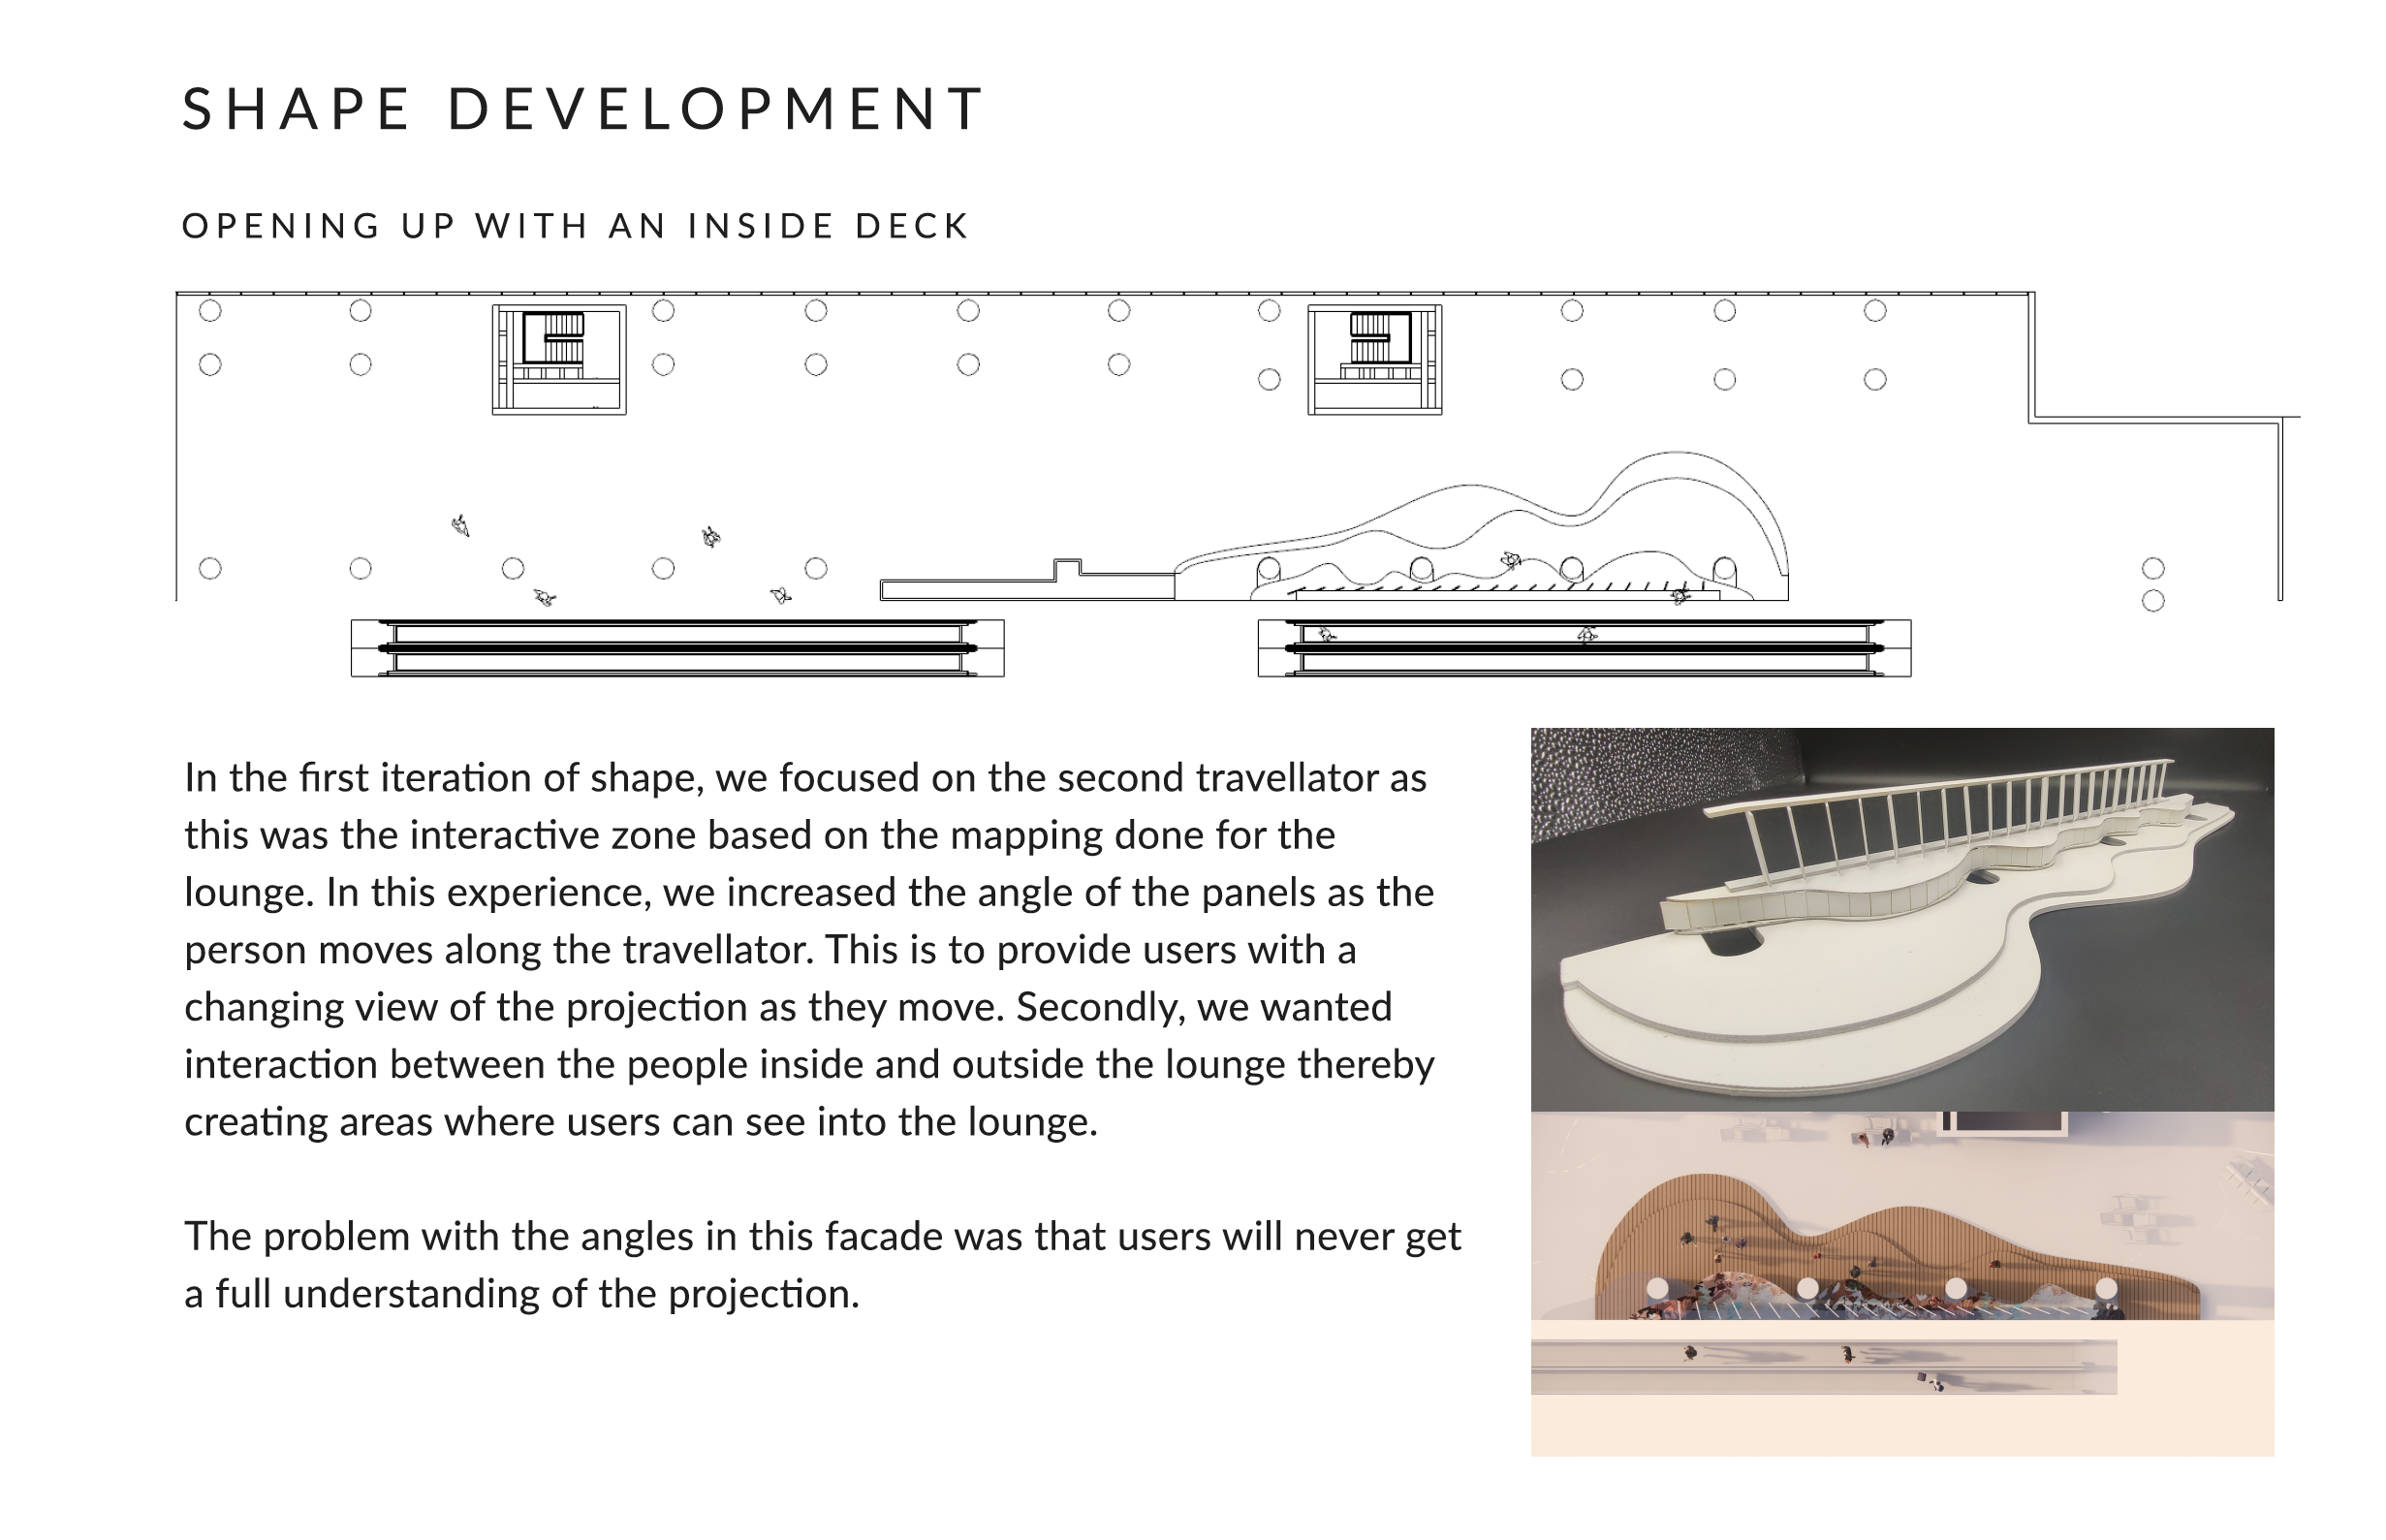 SHAPE DEVELOPMENT
OPENING UP WITH AN INSIDE DECK
In the first iteration of shape, we focused on the second travellator as
this was the interactive zone based on the mapping done for the
lounge. In this experience, we increased the angle of the panels as the
person moves along the travellator. This is to provide users with a
changing view of the projection as they move. Secondly, we wanted
interaction between the people inside and outside the lounge thereby
creating areas where users can see into the lounge.
The problem with the angles in this facade was that users will never get
a full understanding of the projection.